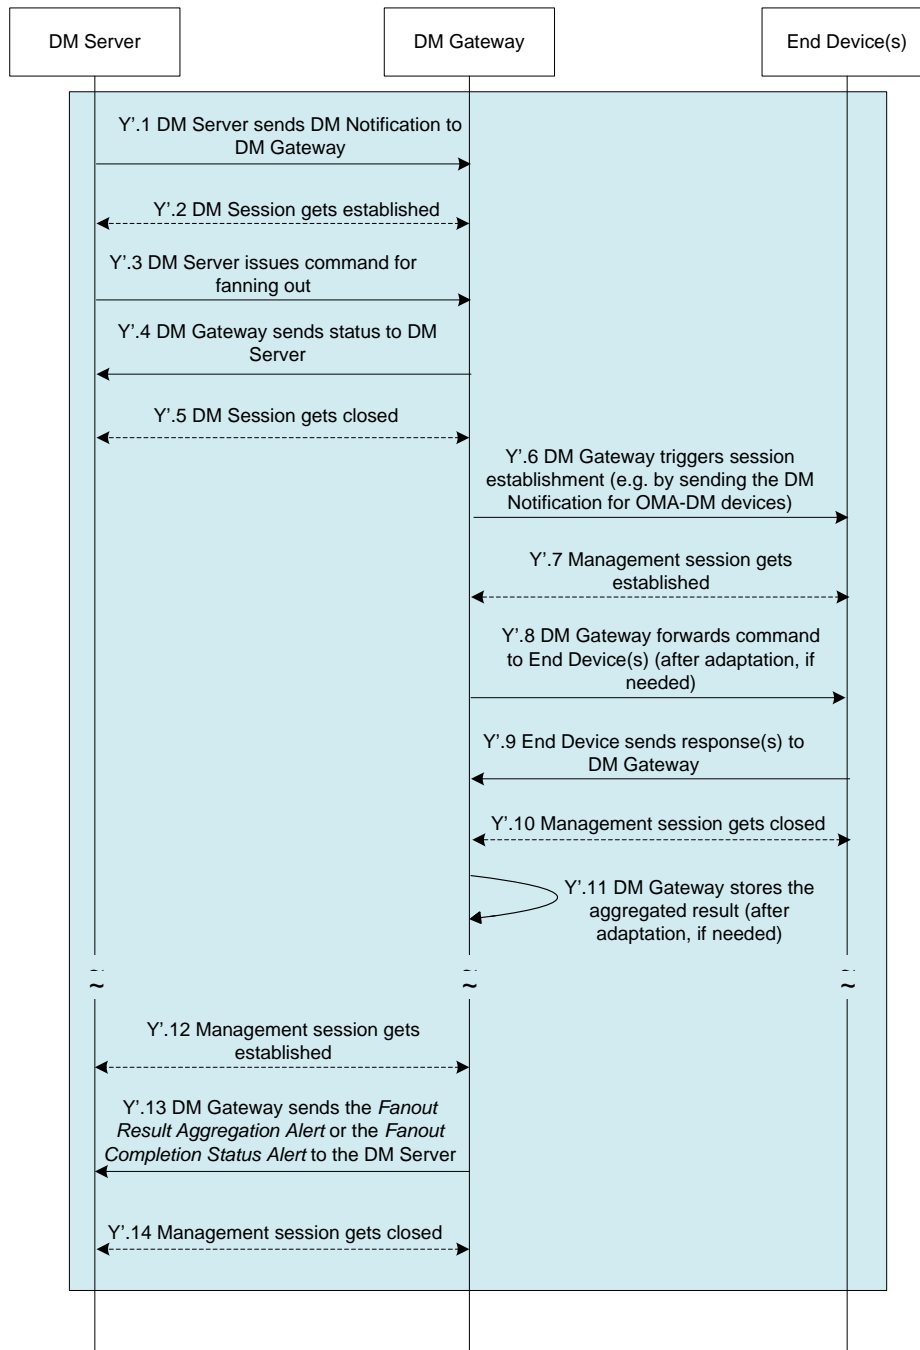 DM Server
DM Gateway
End Device(s)
Y’.1 DM Server sends DM Notification to
DM Gateway
Y’.2 DM Session gets established
Y’.3 DM Server issues command for
fanning out
Y’.4 DM Gateway sends status to DM
Server
Y’.5 DM Session gets closed
Y’.6 DM Gateway triggers session
establishment (e.g. by sending the DM
Notification for OMA-DM devices)
Y’.7 Management session gets
established
Y’.8 DM Gateway forwards command
to End Device(s) (after adaptation, if
needed)
Y’.9 End Device sends response(s) to
DM Gateway
Y’.10 Management session gets closed
Y’.11 DM Gateway stores the
aggregated result (after
adaptation, if needed)
Y’.12 Management session gets
established
Y’.13 DM Gateway sends the Fanout
Result Aggregation Alert or the Fanout
Completion Status Alert to the DM Server
Y’.14 Management session gets closed